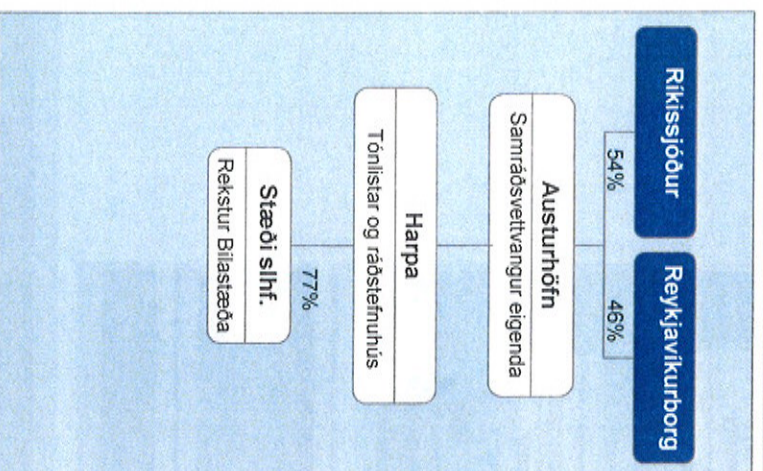 Ríkissjóður
Reykjavíkurborg
54%
46%
Austurhöfn
Samráðsvettvangur eigenda
Harpa
Tónlistar og ráðstefnuhús
77%
Stæði slhf.
Rekstur Bílastæða